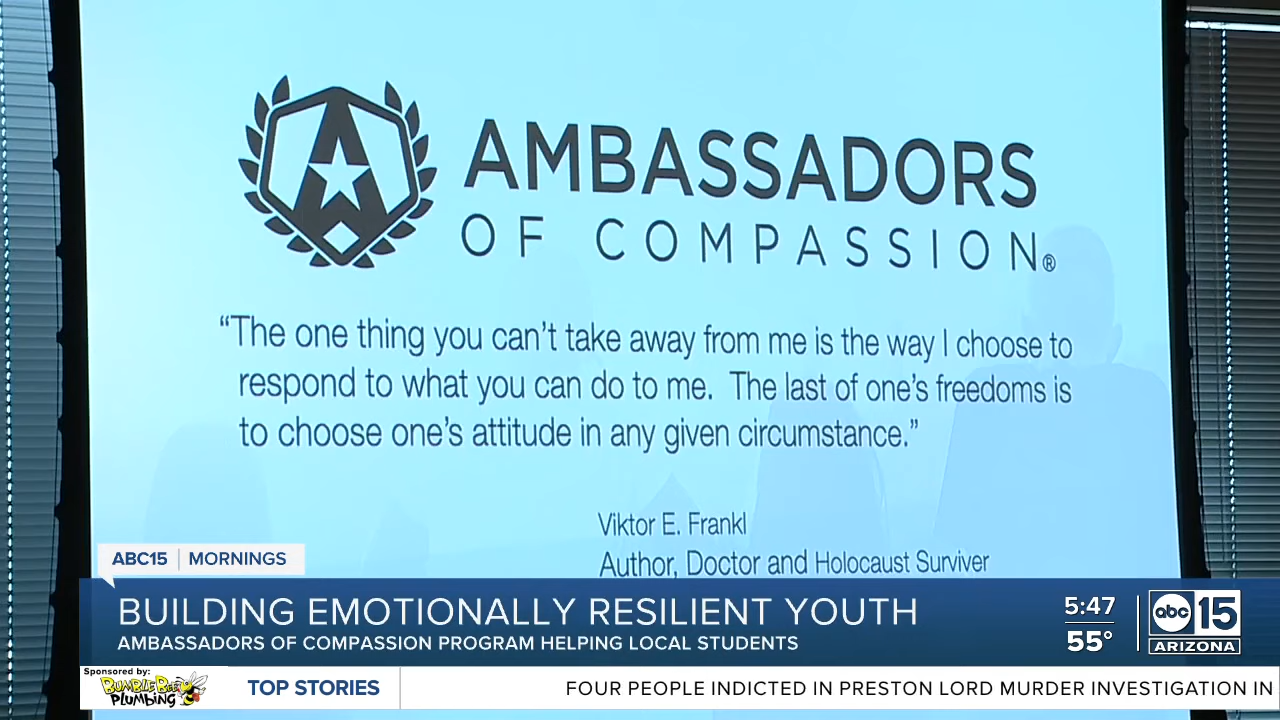 AMBASSADORS
OF COMPASSION®
“The one thing you can’t take away from me is the way I choose to
respond to what you can do to me. The last of one’s freedoms is
to choose one’s attitude in any given circumstance.”
Viktor E. Frankl
Author, Doctor and Holocaust Surviver
ABC15 | MORNINGS
BUILDING EMOTIONALLY RESILIENT YOUTH
AMBASSADORS OF COMPASSION PROGRAM HELPING LOCAL STUDENTS
5:47
55°
abc 15
ARIZONA
Sponsored by:
BUMBLE BEE
PLUMBING
TOP STORIES
FOUR PEOPLE INDICTED IN PRESTON LORD MURDER INVESTIGATION IN